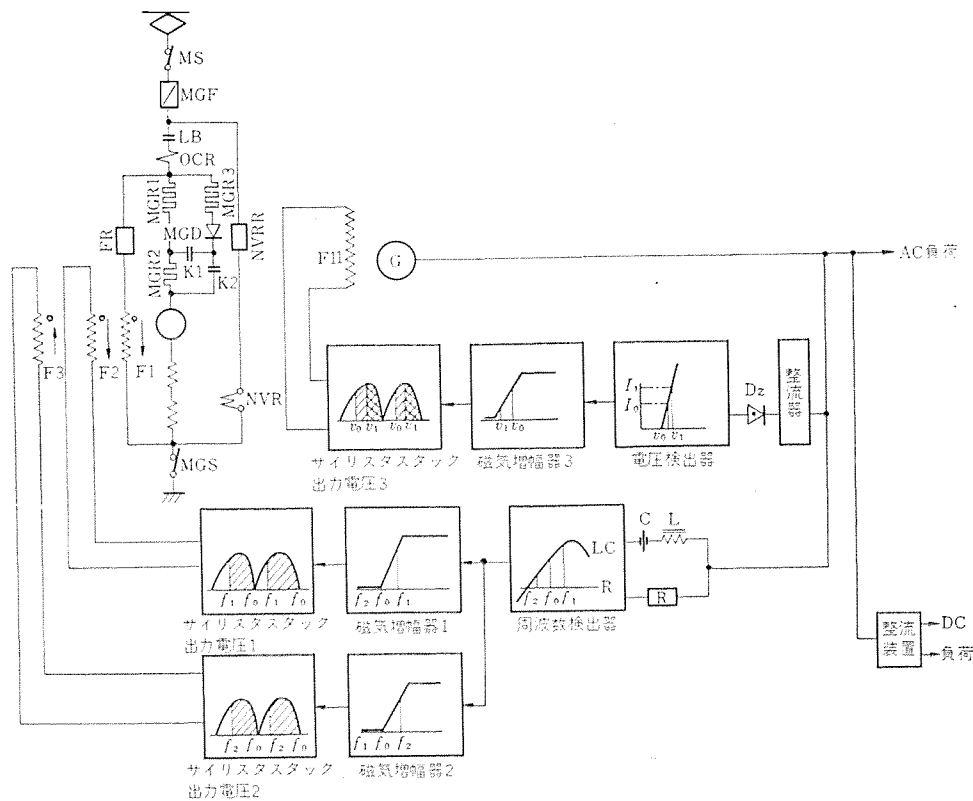 MS
MGF
LB
OCR
MGR1
MGR3
FR
MGD
NVRR
MGR2
K1
K2
F3
F2
F1
NVR
MGS
F11
G
AC負荷
サイリスタスタック
出力電圧3
v₀ v₁ v₀ v₁
磁気増幅器3
v₁ v₀
電圧検出器
I₁
I₀
v₀ v₁
Dz
整流器
サイリスタスタック
出力電圧1
f₁ f₀ f₁ f₀
磁気増幅器1
f₂ f₀ f₁
周波数検出器
LC
R
f₂ f₀ f₁
C
L
R
整流
装置
DC
負荷
サイリスタスタック
出力電圧2
f₂ f₀ f₂ f₀
磁気増幅器2
f₁ f₀ f₂